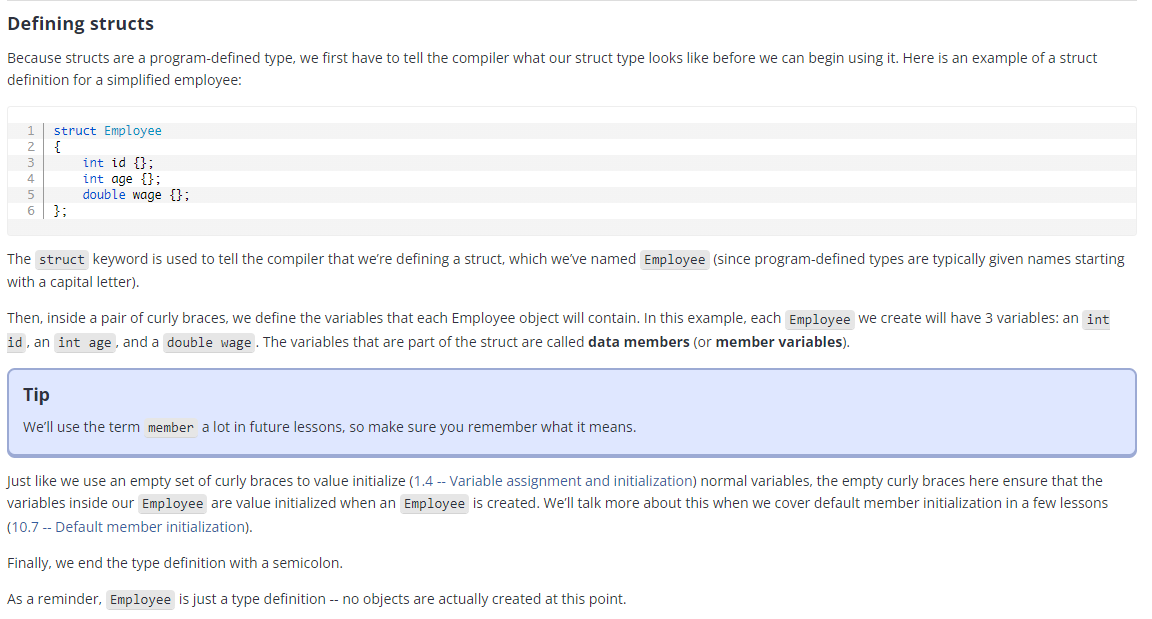 Defining structs
Because structs are a program-defined type, we first have to tell the compiler what our struct type looks like before we can begin using it. Here is an example of a struct
definition for a simplified employee:
1 struct Employee
2 {
3     int id {};
4     int age {};
5     double wage {};
6 };
The struct keyword is used to tell the compiler that we’re defining a struct, which we’ve named Employee (since program-defined types are typically given names starting
with a capital letter).
Then, inside a pair of curly braces, we define the variables that each Employee object will contain. In this example, each Employee we create will have 3 variables: an int
id, an int age, and a double wage. The variables that are part of the struct are called data members (or member variables).
Tip
We’ll use the term member a lot in future lessons, so make sure you remember what it means.
Just like we use an empty set of curly braces to value initialize (1.4 -- Variable assignment and initialization) normal variables, the empty curly braces here ensure that the
variables inside our Employee are value initialized when an Employee is created. We’ll talk more about this when we cover default member initialization in a few lessons
(10.7 -- Default member initialization).
Finally, we end the type definition with a semicolon.
As a reminder, Employee is just a type definition -- no objects are actually created at this point.